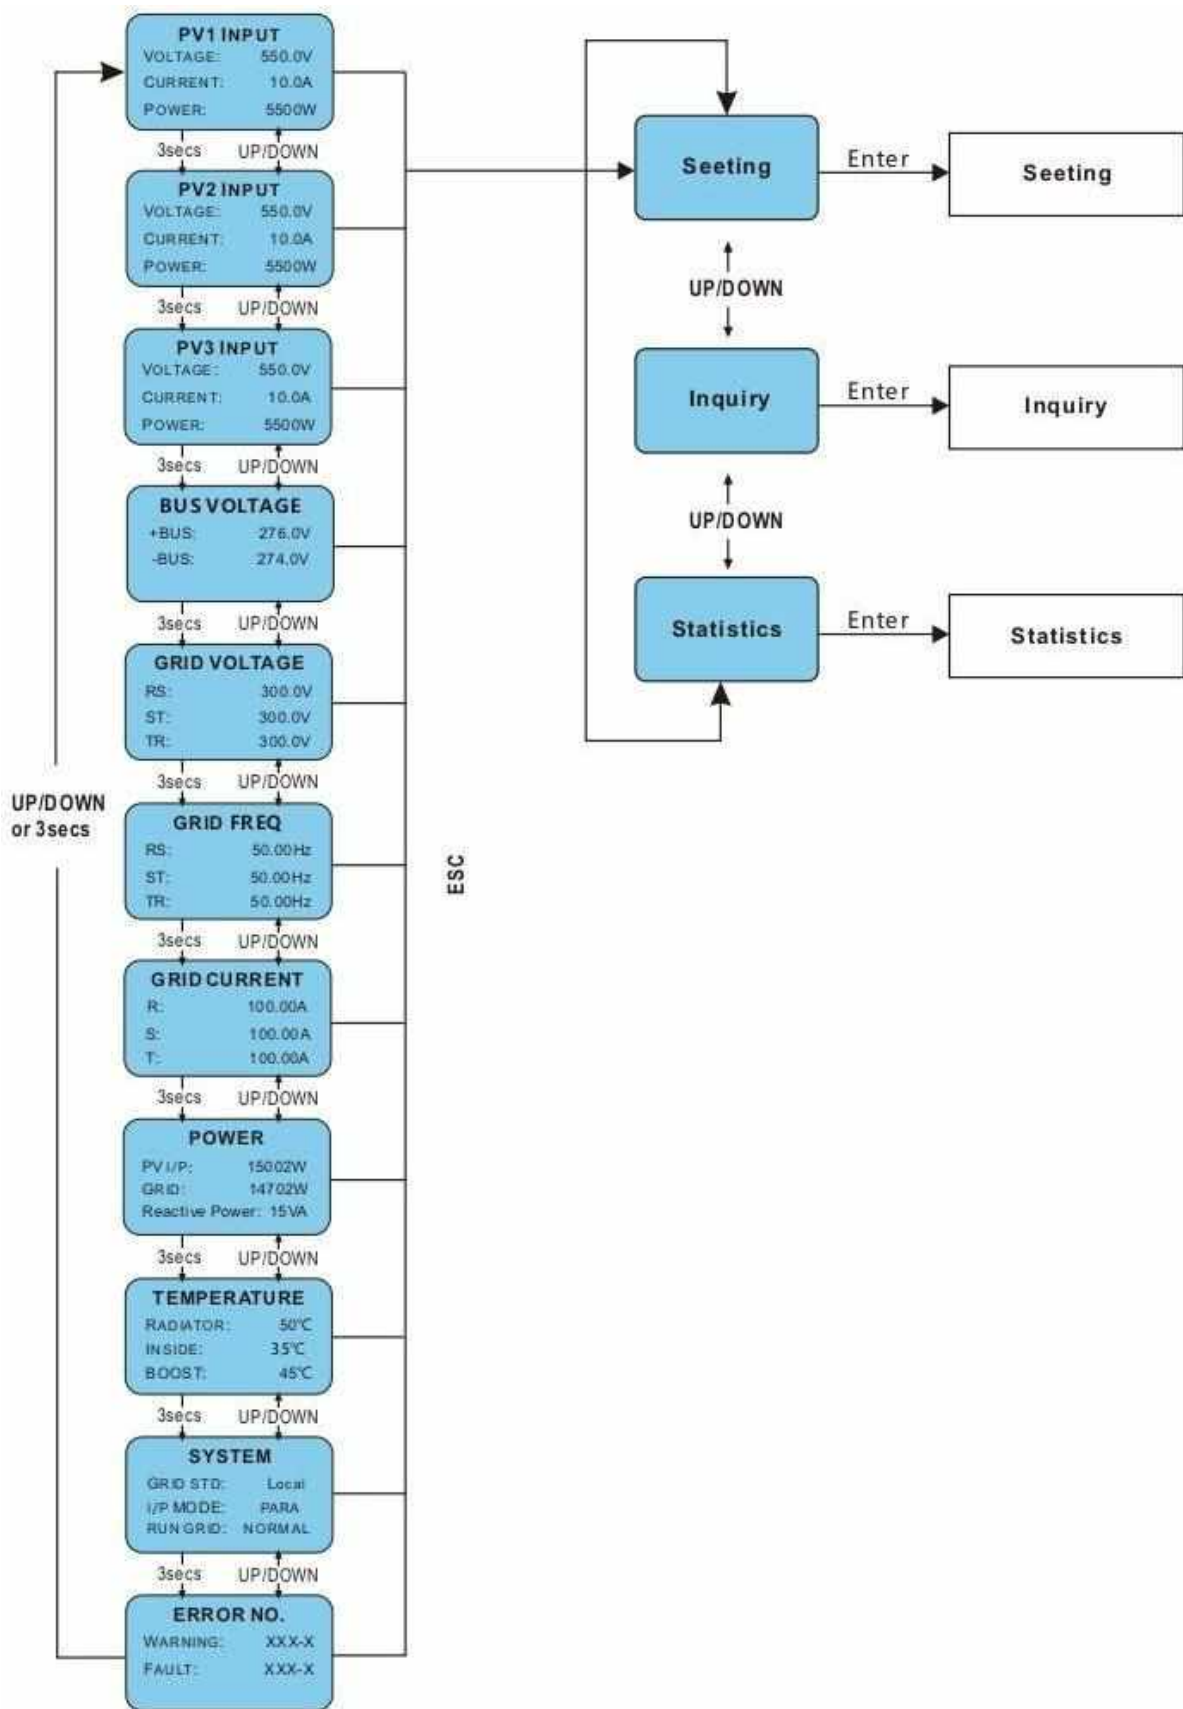 PV1 INPUT
VOLTAGE: 550.0V
CURRENT: 10.0A
POWER: 5500W
3secs UP/DOWN
PV2 INPUT
VOLTAGE: 550.0V
CURRENT: 10.0A
POWER: 5500W
3secs UP/DOWN
PV3 INPUT
VOLTAGE: 550.0V
CURRENT: 10.0A
POWER: 5500W
3secs UP/DOWN
BUS VOLTAGE
+BUS: 276.0V
-BUS: 274.0V
3secs UP/DOWN
GRID VOLTAGE
RS: 300.0V
ST: 300.0V
TR: 300.0V
3secs UP/DOWN
GRID FREQ
RS: 50.00Hz
ST: 50.00Hz
TR: 50.00Hz
3secs UP/DOWN
GRID CURRENT
R: 100.00A
S: 100.00A
T: 100.00A
3secs UP/DOWN
POWER
PV I/P: 15002W
GRID: 14702W
Reactive Power: 15VA
3secs UP/DOWN
TEMPERATURE
RADIATOR: 50℃
INSIDE: 35℃
BOOST: 45℃
3secs UP/DOWN
SYSTEM
GRID STD: Local
I/P MODE: PARA
RUN GRID: NORMAL
3secs UP/DOWN
ERROR NO.
WARNING: XXX-X
FAULT: XXX-X
UP/DOWN
or 3secs
ESC
Seeting
Enter
Seeting
UP/DOWN
Inquiry
Enter
Inquiry
UP/DOWN
Statistics
Enter
Statistics